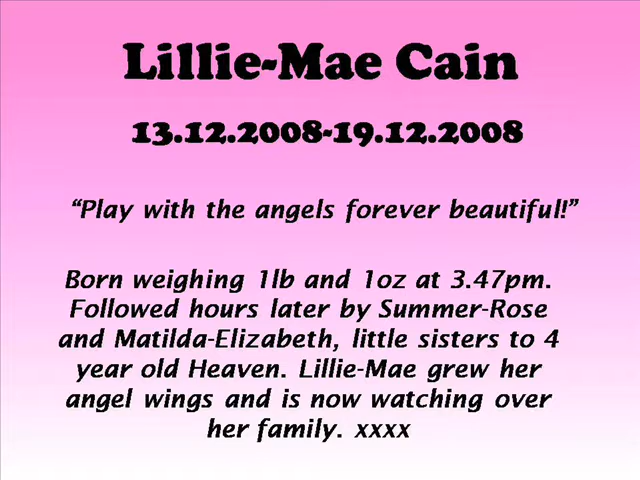 Lillie-Mae Cain
13.12.2008-19.12.2008
“Play with the angels forever beautiful!”
Born weighing 1lb and 1oz at 3.47pm.
Followed hours later by Summer-Rose
and Matilda-Elizabeth, little sisters to 4
year old Heaven. Lillie-Mae grew her
angel wings and is now watching over
her family. xxxx